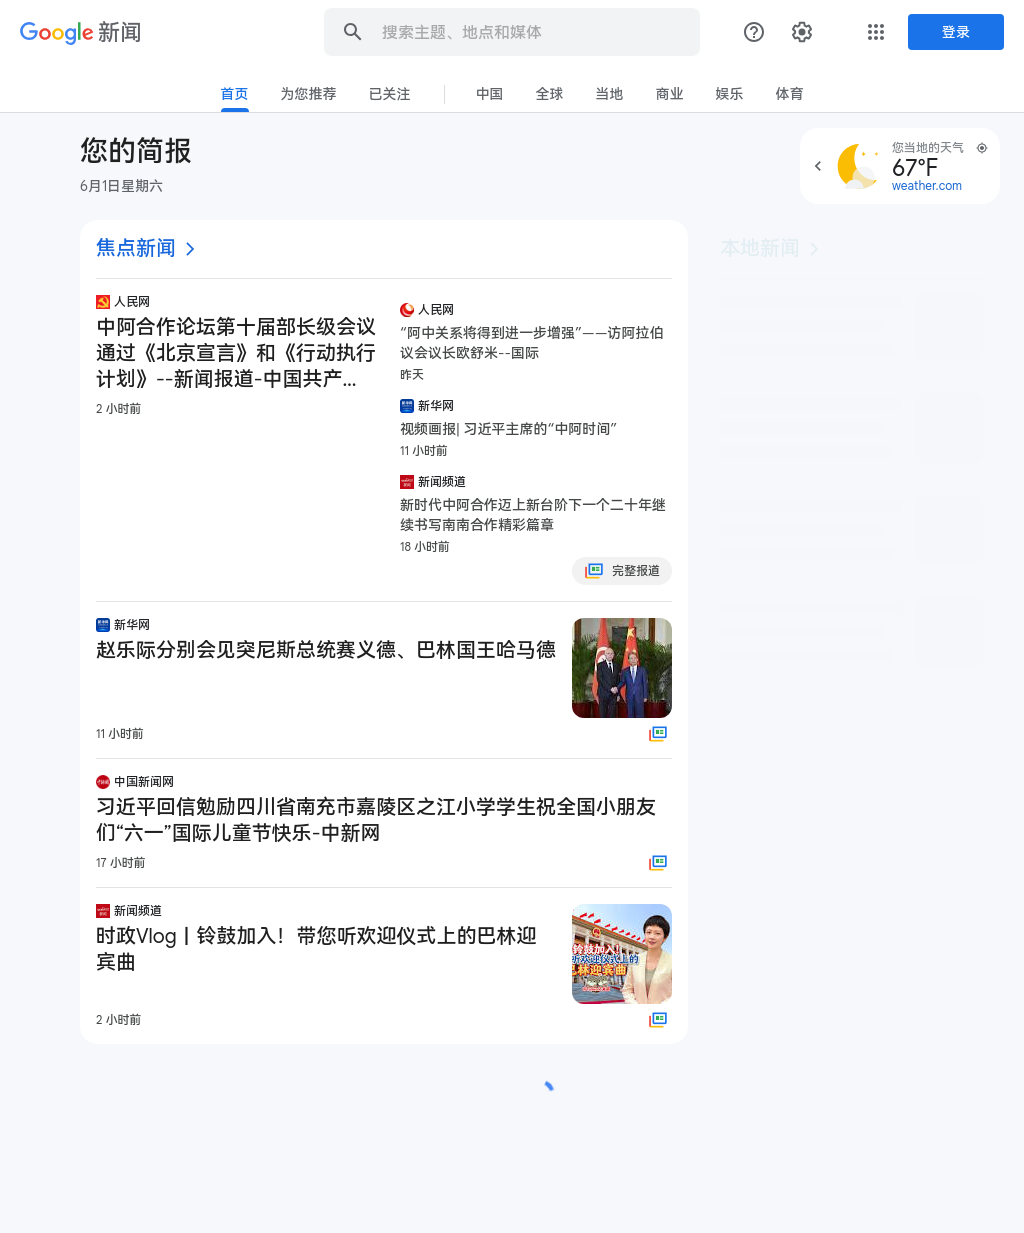 Google 新闻
搜索主题、地点和媒体
登录
首页
为您推荐
已关注
中国
全球
当地
商业
娱乐
体育
您的简报
6月1日星期六
您当地的天气
67°F
weather.com
焦点新闻
本地新闻
人民网
中阿合作论坛第十届部长级会议
通过《北京宣言》和《行动执行
计划》--新闻报道-中国共产...
2 小时前
人民网
“阿中关系将得到进一步增强”——访阿拉伯
议会议长欧舒米--国际
昨天
新华网
视频画报| 习近平主席的“中阿时间”
11 小时前
新闻频道
新时代中阿合作迈上新台阶下一个二十年继
续书写南南合作精彩篇章
18 小时前
完整报道
新华网
赵乐际分别会见突尼斯总统赛义德、巴林国王哈马德
11 小时前
中国新闻网
习近平回信勉励四川省南充市嘉陵区之江小学学生祝全国小朋友
们“六一”国际儿童节快乐-中新网
17 小时前
新闻频道
时政Vlog丨铃鼓加入！带您听欢迎仪式上的巴林迎
宾曲
铃鼓加入!
听欢迎仪式上的
巴林迎宾曲
2 小时前